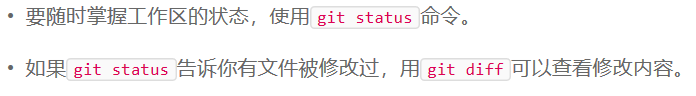 • 要随时掌握工作区的状态，使用git status命令。
• 如果git status告诉你有文件被修改过，用git diff可以查看修改内容。